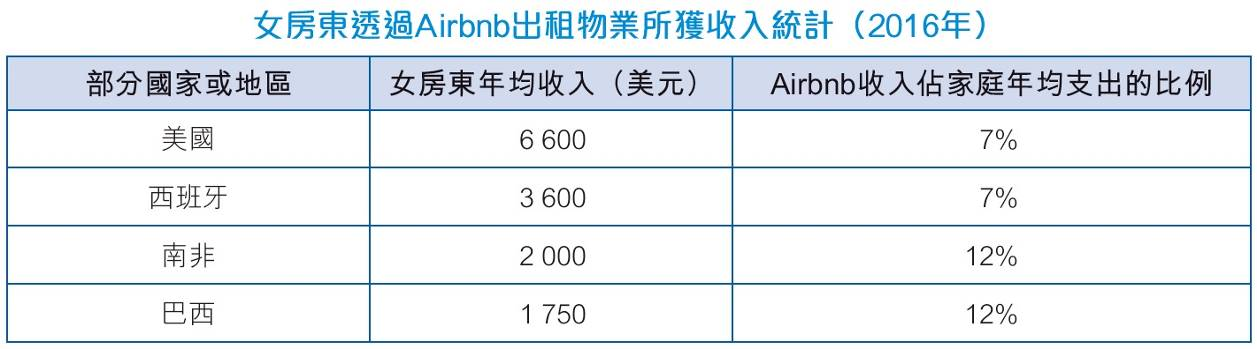 女房東透過Airbnb出租物業所獲收入統計（2016年）
部分國家或地區 女房東年均收入（美元） Airbnb收入佔家庭年均支出的比例
美國 6 600 7%
西班牙 3 600 7%
南非 2 000 12%
巴西 1 750 12%